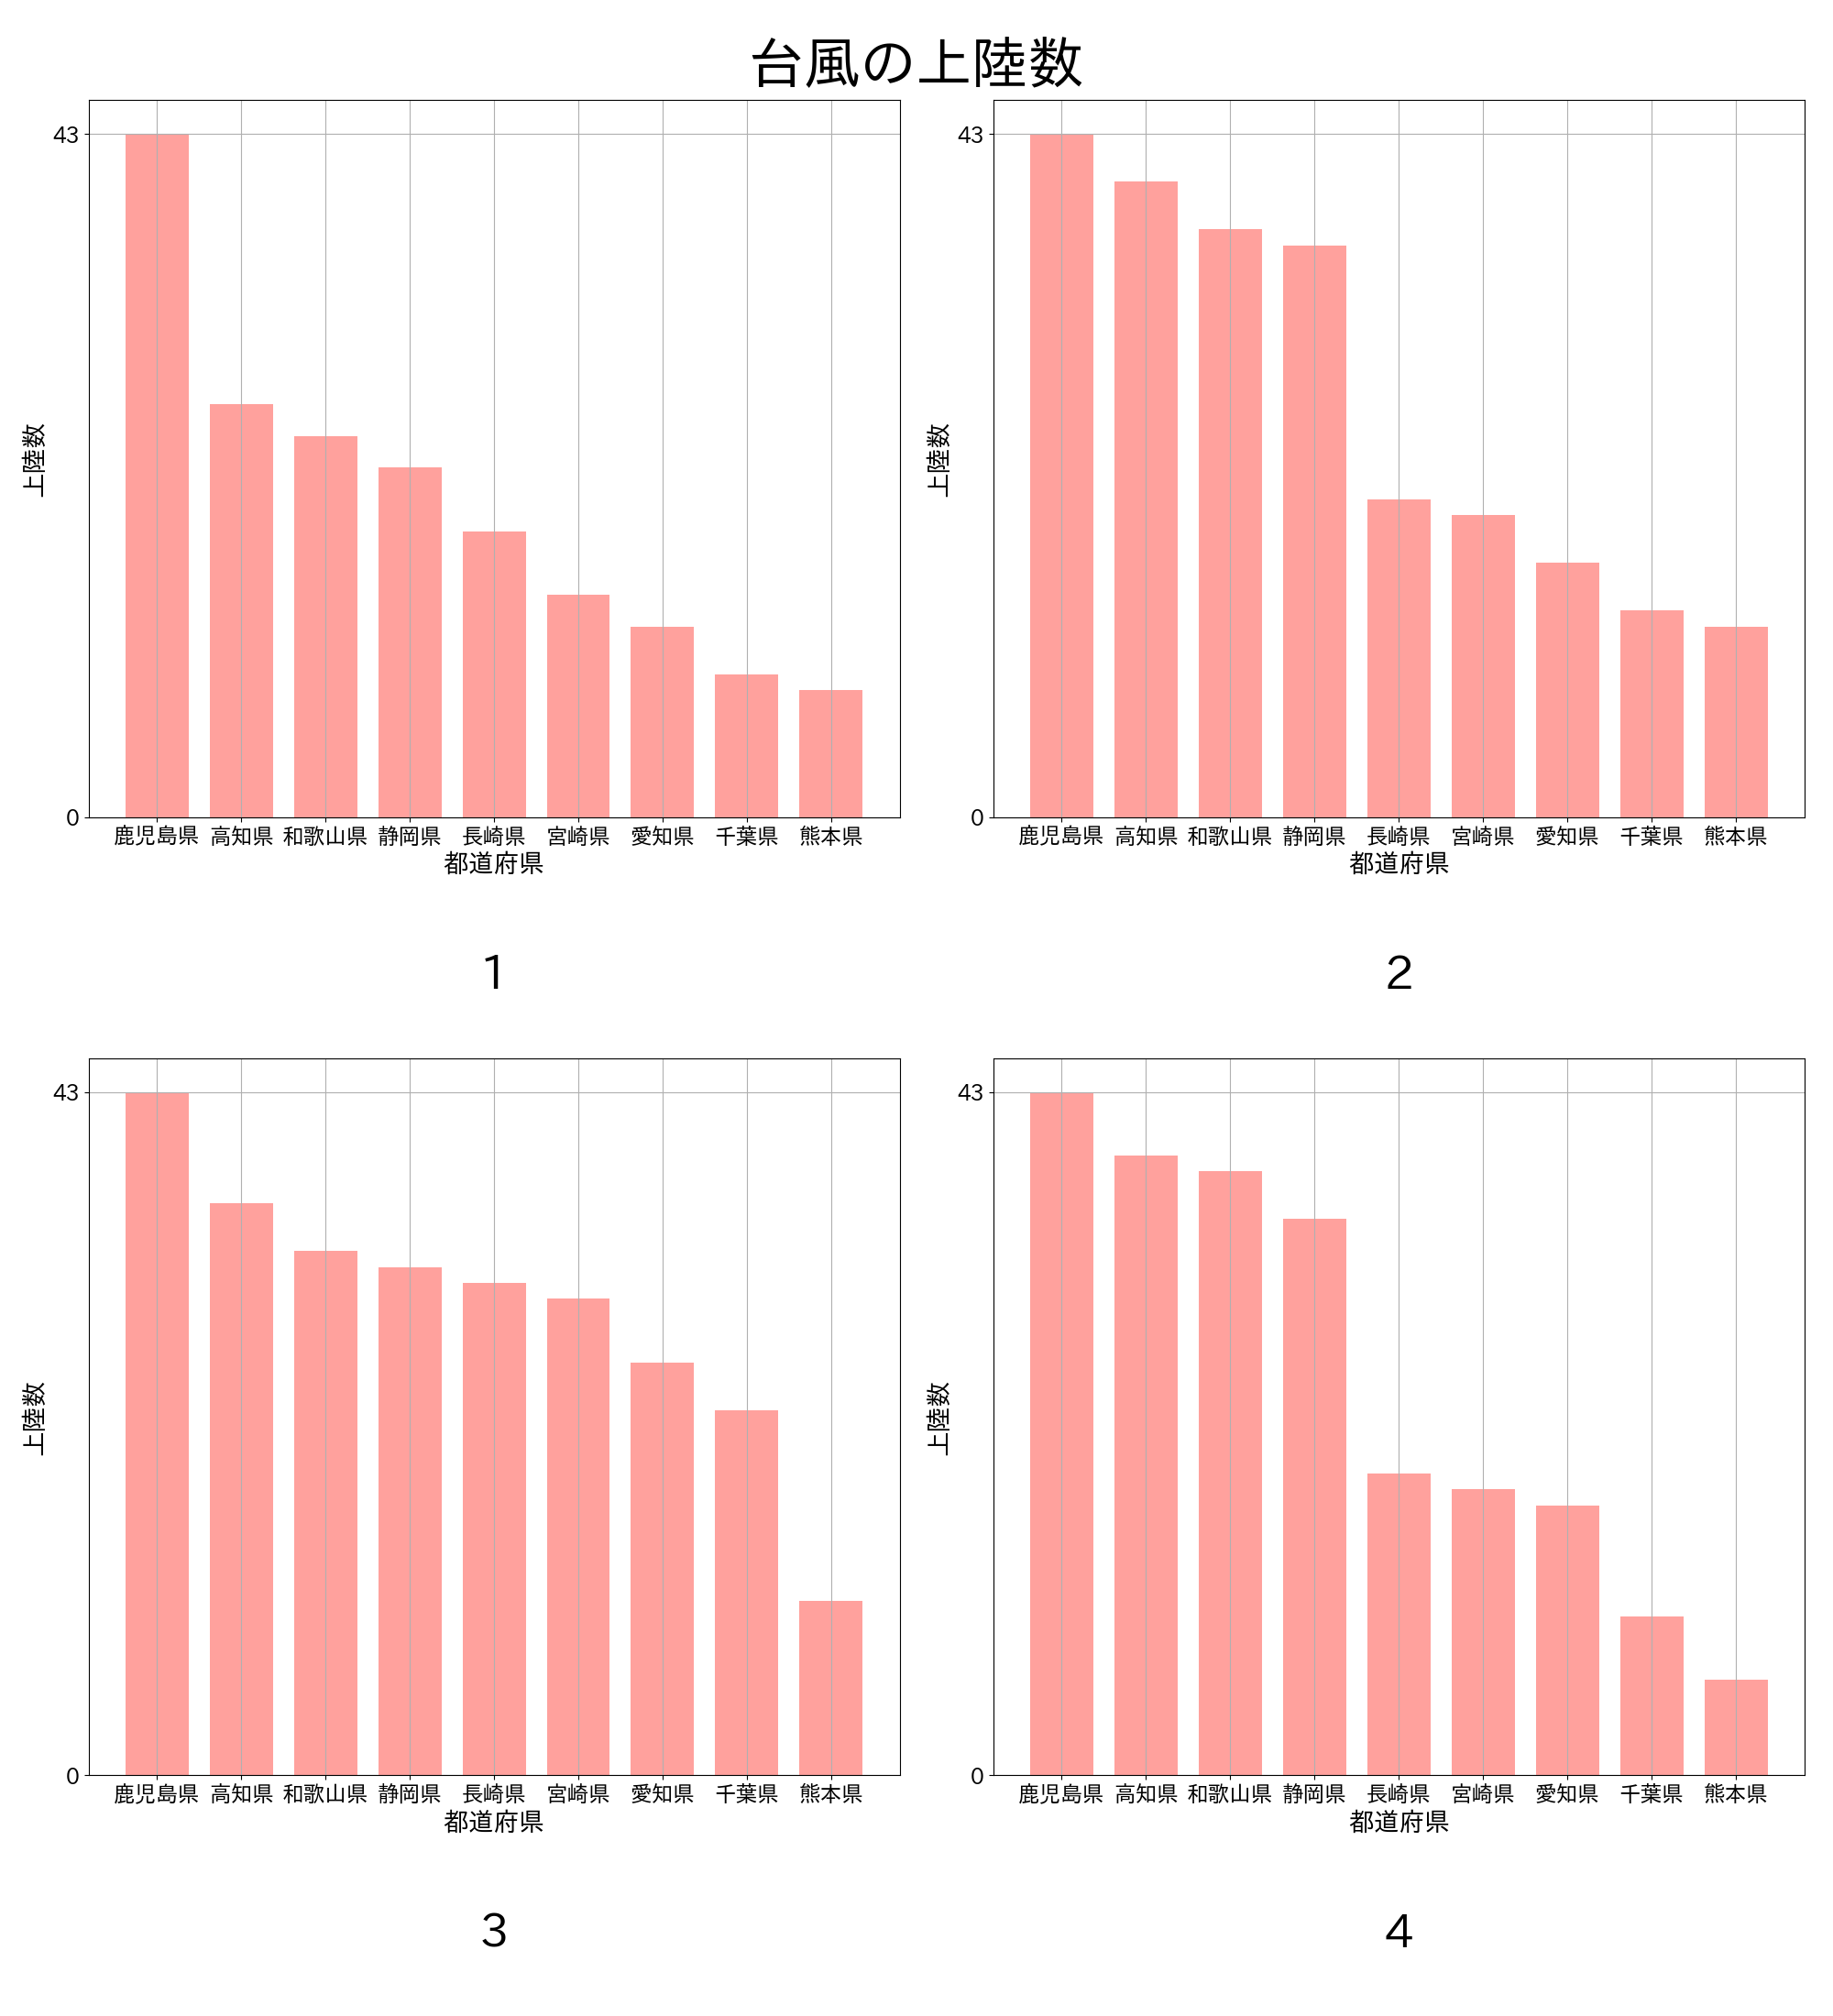 台風の上陸数
43
上陸数
0
鹿児島県 高知県 和歌山県 静岡県 長崎県 宮崎県 愛知県 千葉県 熊本県
都道府県
1
43
上陸数
0
鹿児島県 高知県 和歌山県 静岡県 長崎県 宮崎県 愛知県 千葉県 熊本県
都道府県
2
43
上陸数
0
鹿児島県 高知県 和歌山県 静岡県 長崎県 宮崎県 愛知県 千葉県 熊本県
都道府県
3
43
上陸数
0
鹿児島県 高知県 和歌山県 静岡県 長崎県 宮崎県 愛知県 千葉県 熊本県
都道府県
4